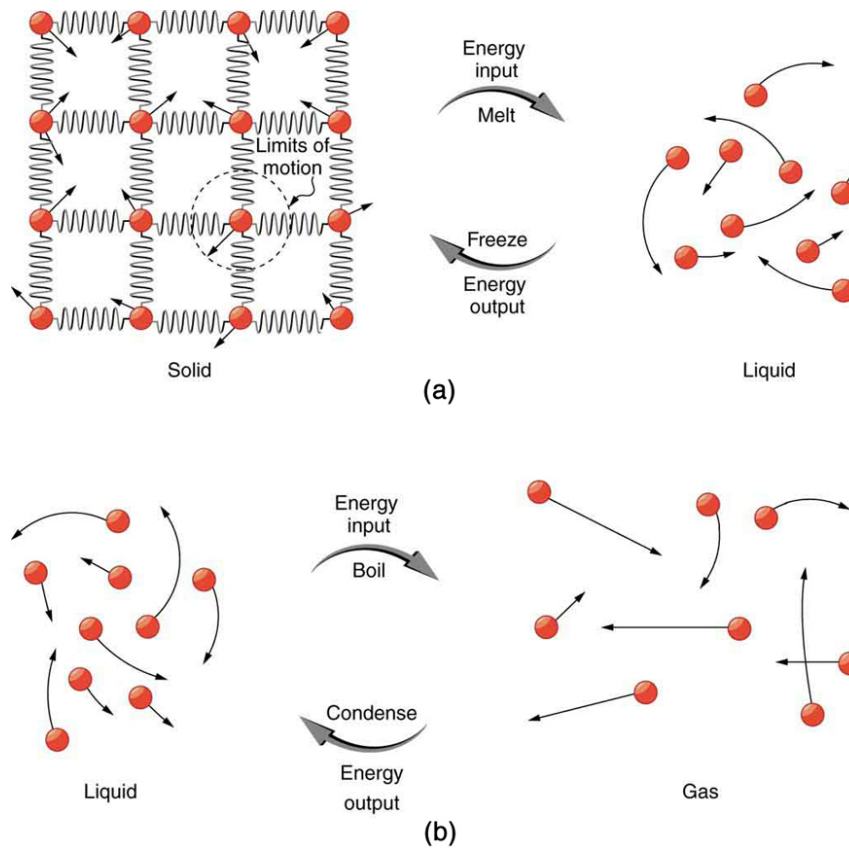 Energy
input
Melt
Limits of
motion
Freeze
Energy
output
Solid
Liquid
(a)
Energy
input
Boil
Condense
Energy
output
Liquid
Gas
(b)